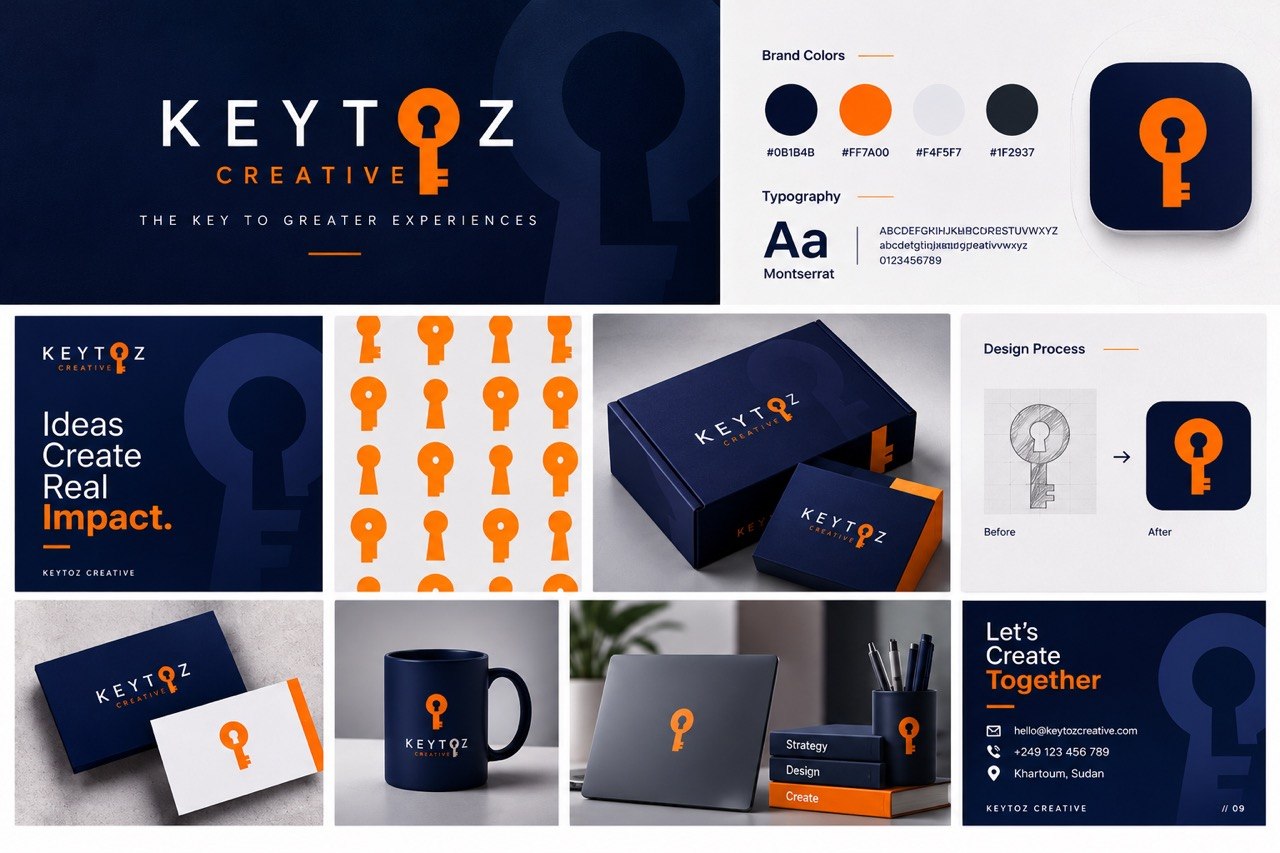 KEYTOZ
CREATIVE
THE KEY TO GREATER EXPERIENCES
Brand Colors
#0B1B4B
#FF7A00
#F4F5F7
#1F2937
Typography
Aa
Montserrat
0123456789
KEYTOZ
CREATIVE
Ideas
Create
Real
Impact.
KEYTOZ CREATIVE
KEYTOZ
CREATIVE
KEYTOZ
CREATIVE
Design Process
Before
After
KEYTOZ
CREATIVE
KEYTOZ
CREATIVE
Strategy
Design
Create
Let's
Create
Together
hello@keytozcreative.com
+249 123 456 789
Khartoum, Sudan
KEYTOZ CREATIVE
// 09